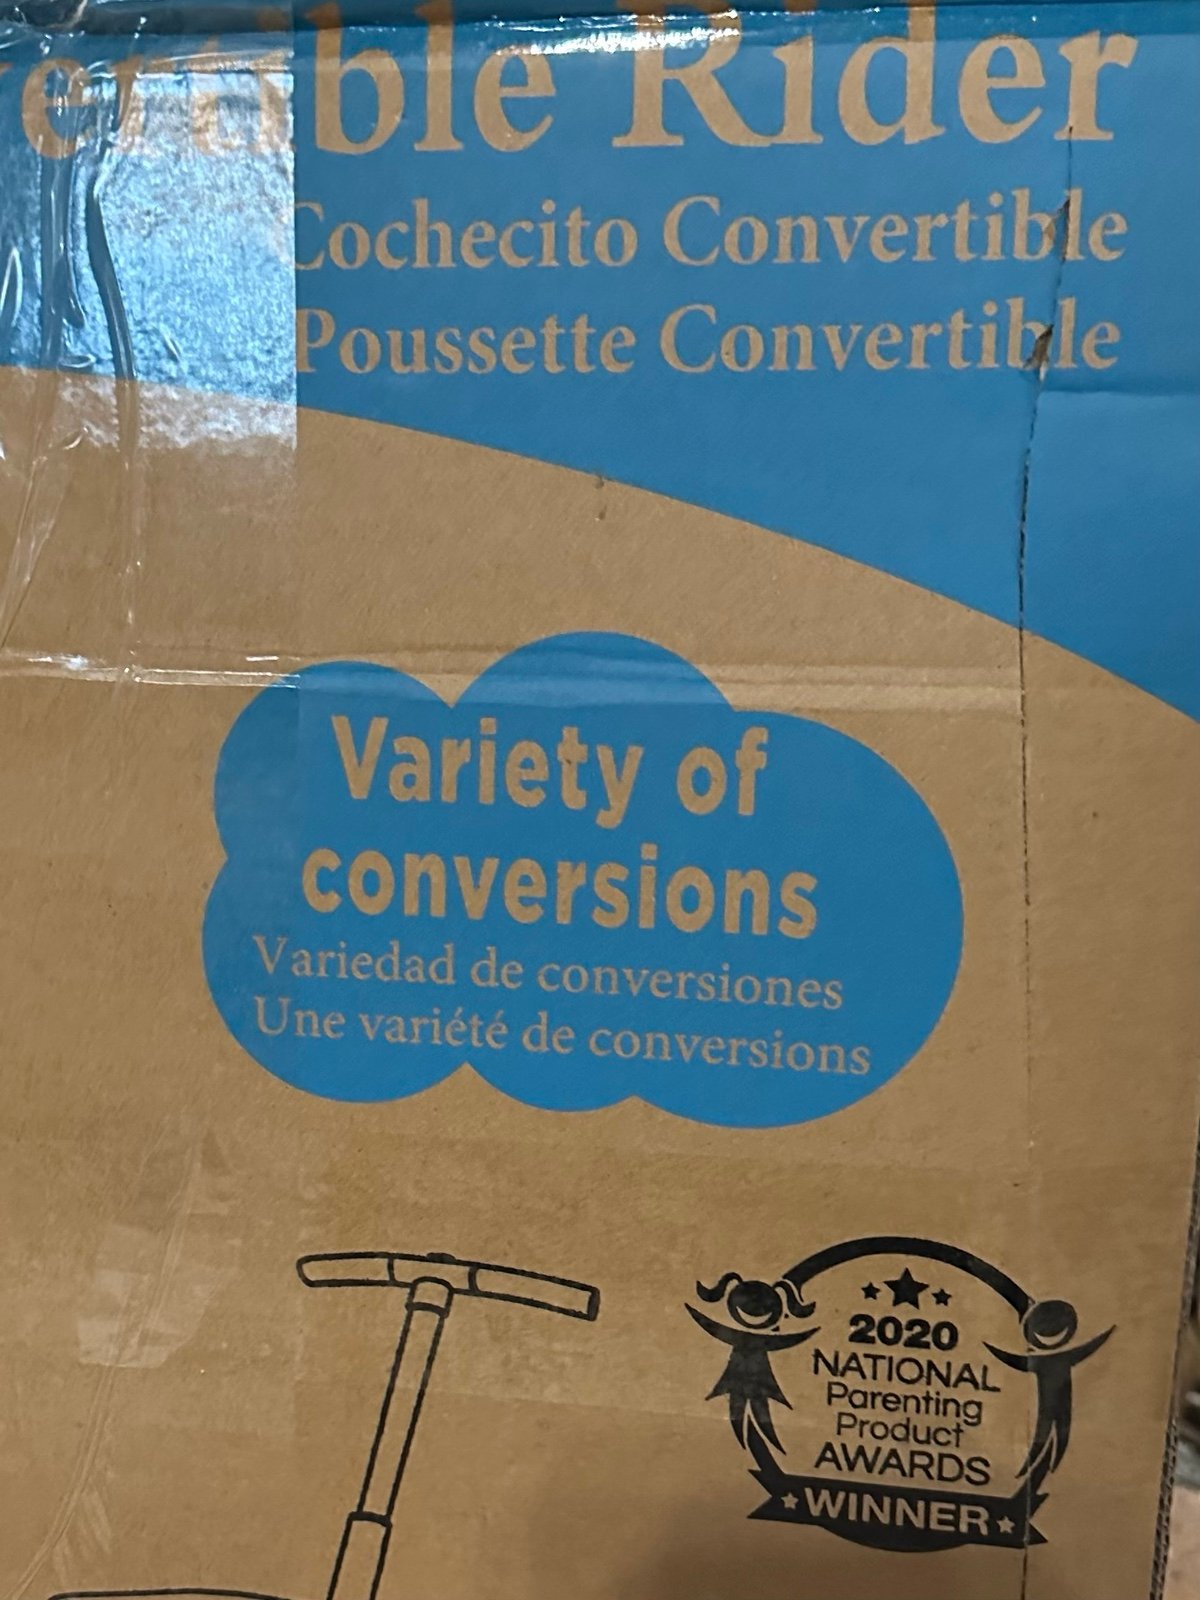 ertible Rider
Cochecito Convertible
Poussette Convertible
Variety of
conversions
Variedad de conversiones
Une variété de conversions
2020
NATIONAL
Parenting
Product
AWARDS
WINNER